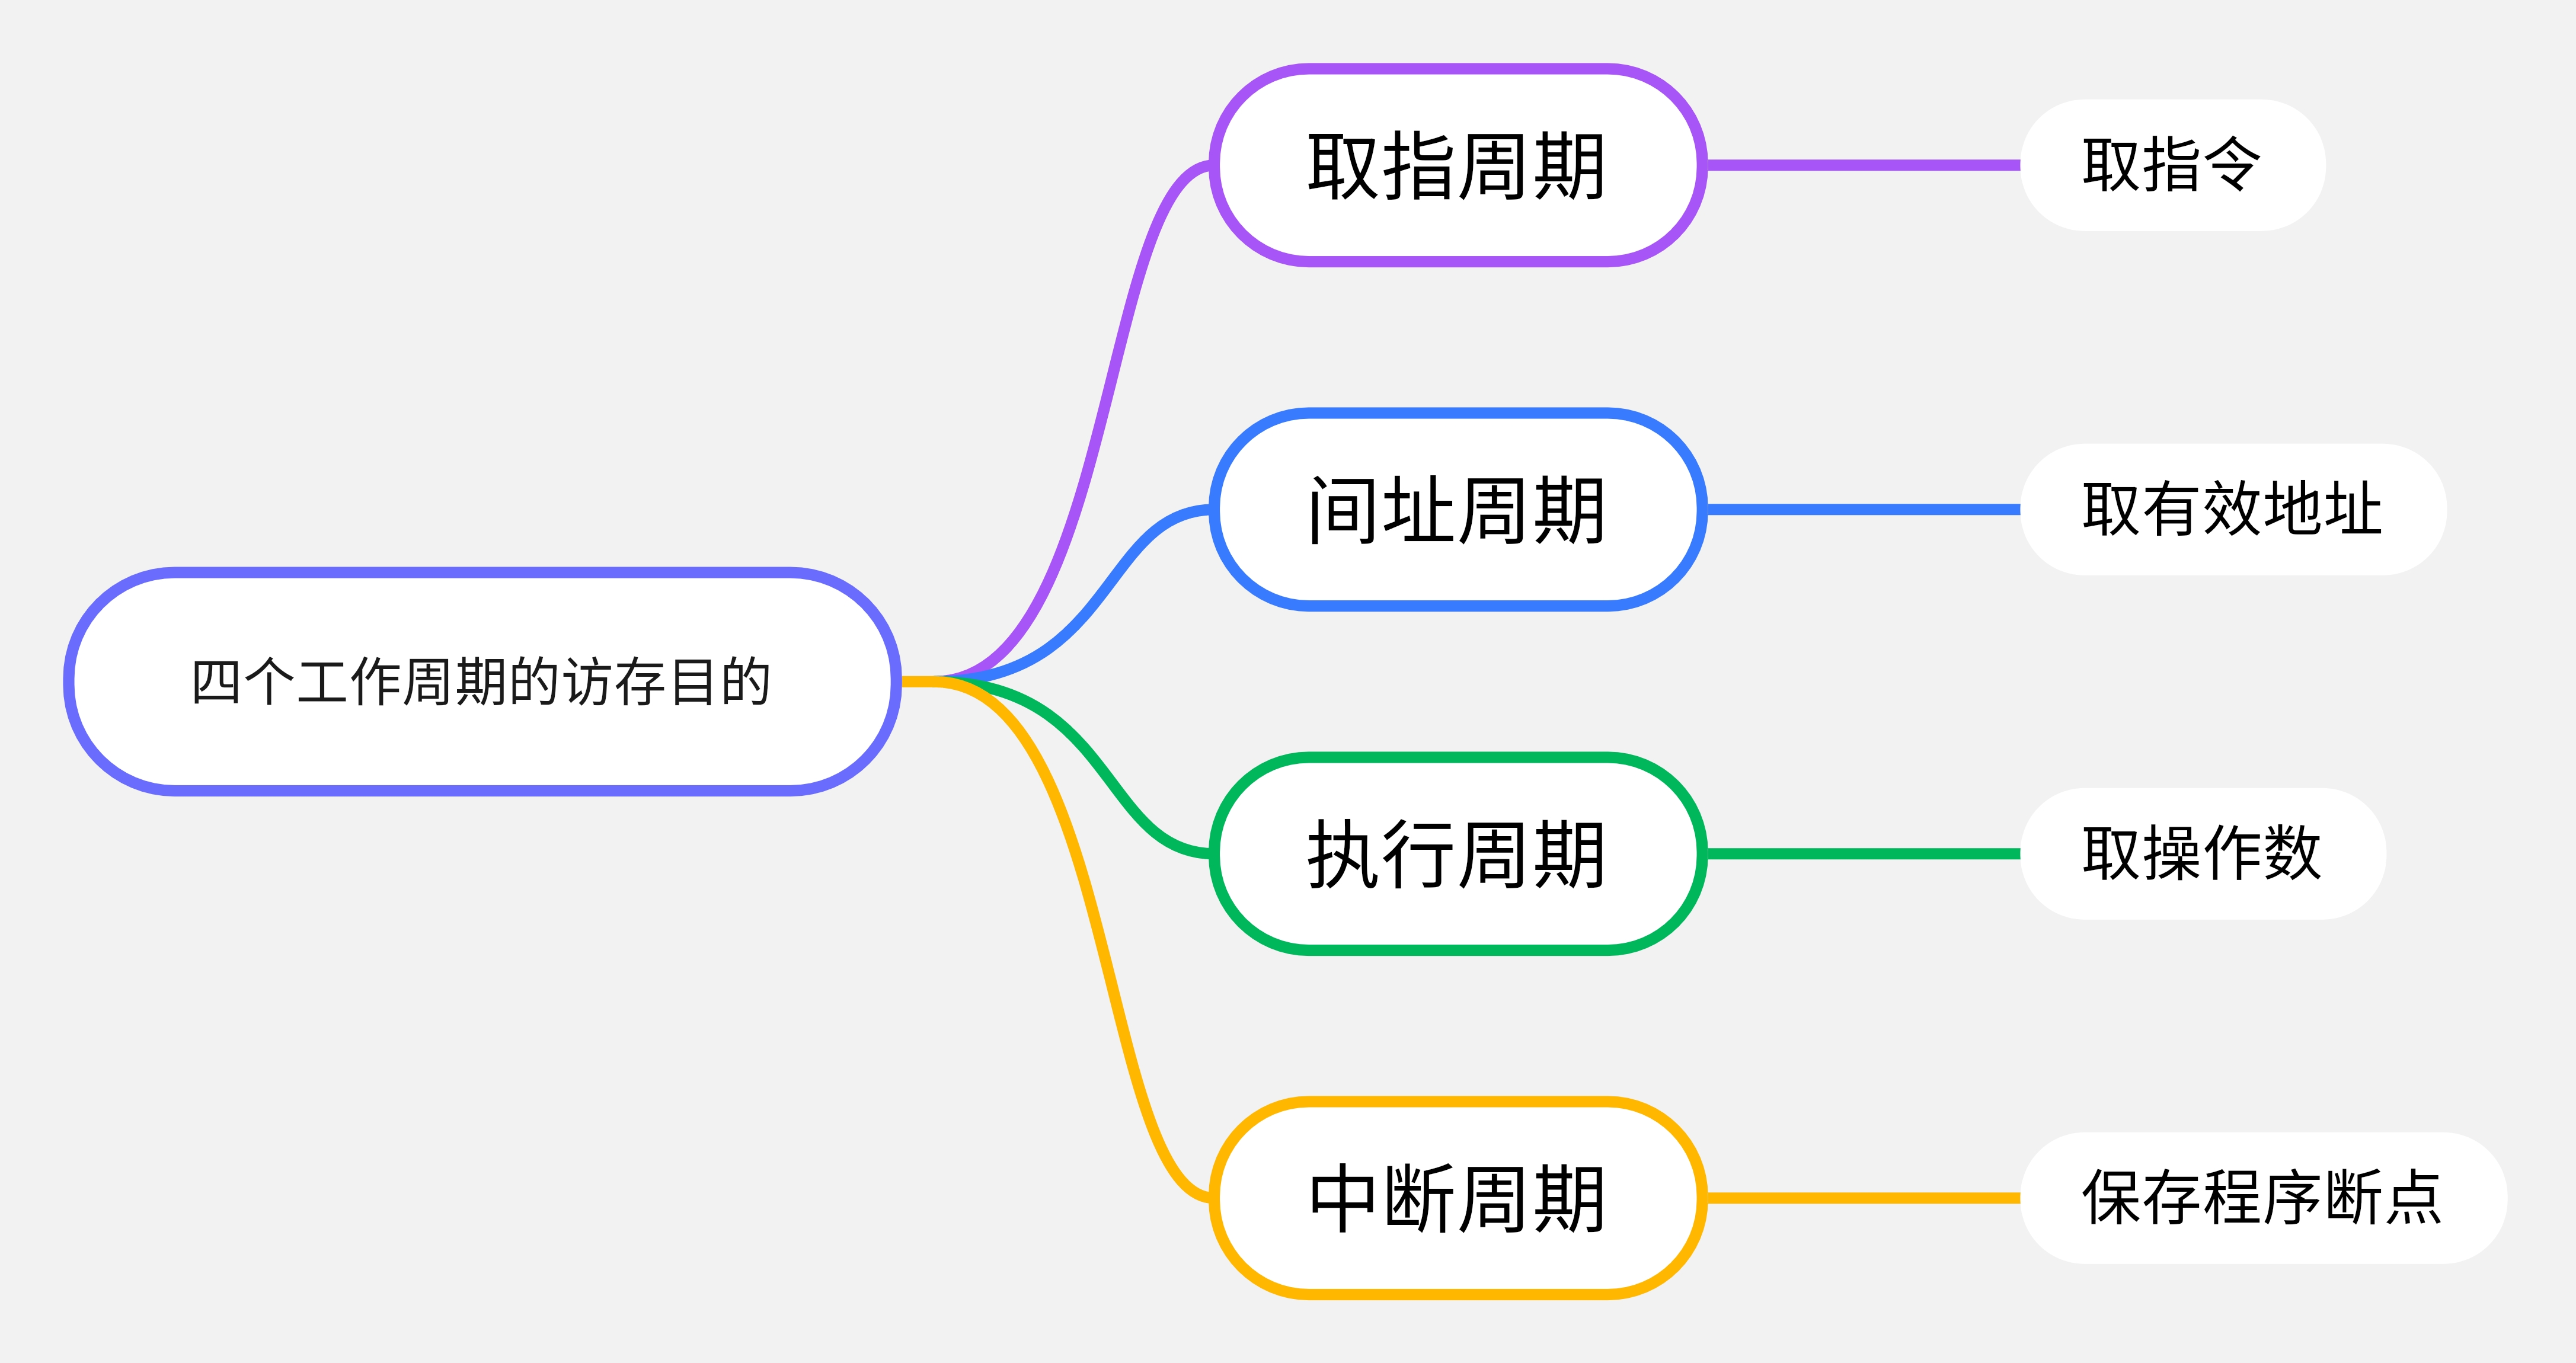 四个工作周期的访存目的
取指周期
取指令
间址周期
取有效地址
执行周期
取操作数
中断周期
保存程序断点